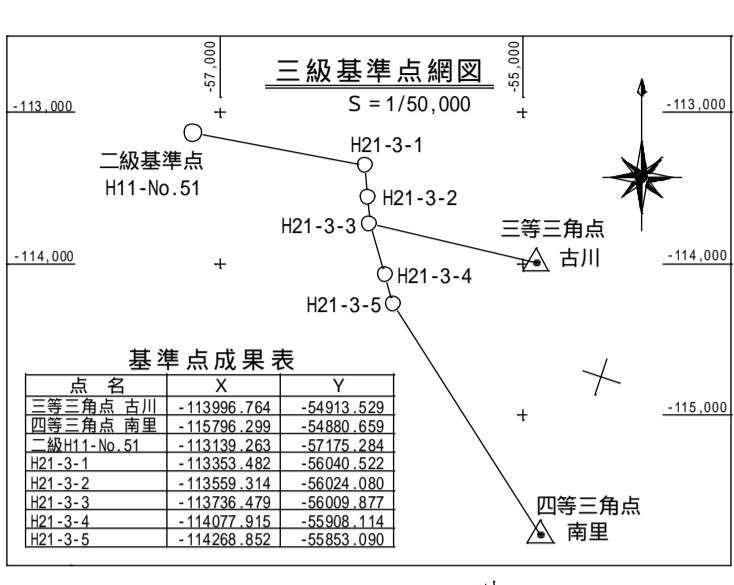 -57,000
-55,000
三級基準点網図
S = 1/50,000
-113,000
-113,000
H21-3-1
二級基準点
H11-No.51
H21-3-2
H21-3-3
三等三角点
古川
-114,000
-114,000
H21-3-4
H21-3-5
基準点成果表
点 名 X Y
三等三角点 古川 -113996.764 -54913.529
四等三角点 南里 -115796.299 -54880.659
二級H11-No.51 -113139.263 -57175.284
H21-3-1 -113353.482 -56040.522
H21-3-2 -113559.314 -56024.080
H21-3-3 -113736.479 -56009.877
H21-3-4 -114077.915 -55908.114
H21-3-5 -114268.852 -55853.090
-115,000
四等三角点
南里